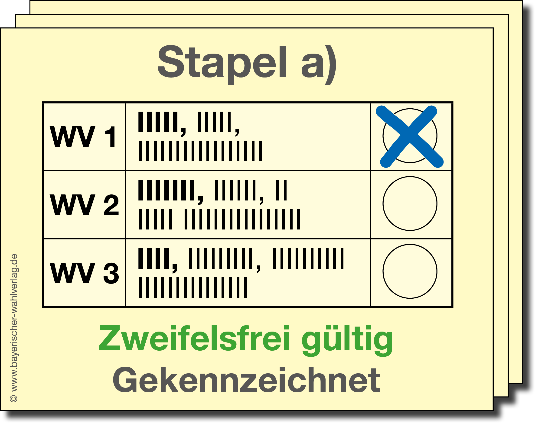 Stapel a)
WV 1
WV 2
WV 3
Zweifelsfrei gültig
Gekennzeichnet
© www.bayerischer-wahlverlag.de